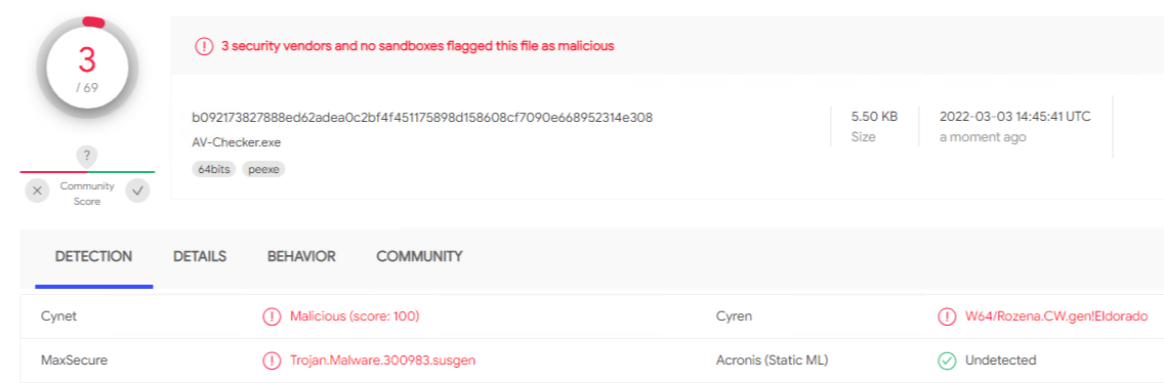 3
/ 69
?
Community
Score
3 security vendors and no sandboxes flagged this file as malicious
b092173827888ed62adea0c2bf4f451175898d158608cf7090e668952314e308
AV-Checker.exe
64bits peexe
5.50 KB
Size
2022-03-03 14:45:41 UTC
a moment ago
DETECTION DETAILS BEHAVIOR COMMUNITY
Cynet Malicious (score: 100) Cyren W64/Rozena.CW.gen!Eldorado
MaxSecure Trojan.Malware.300983.susgen Acronis (Static ML) Undetected